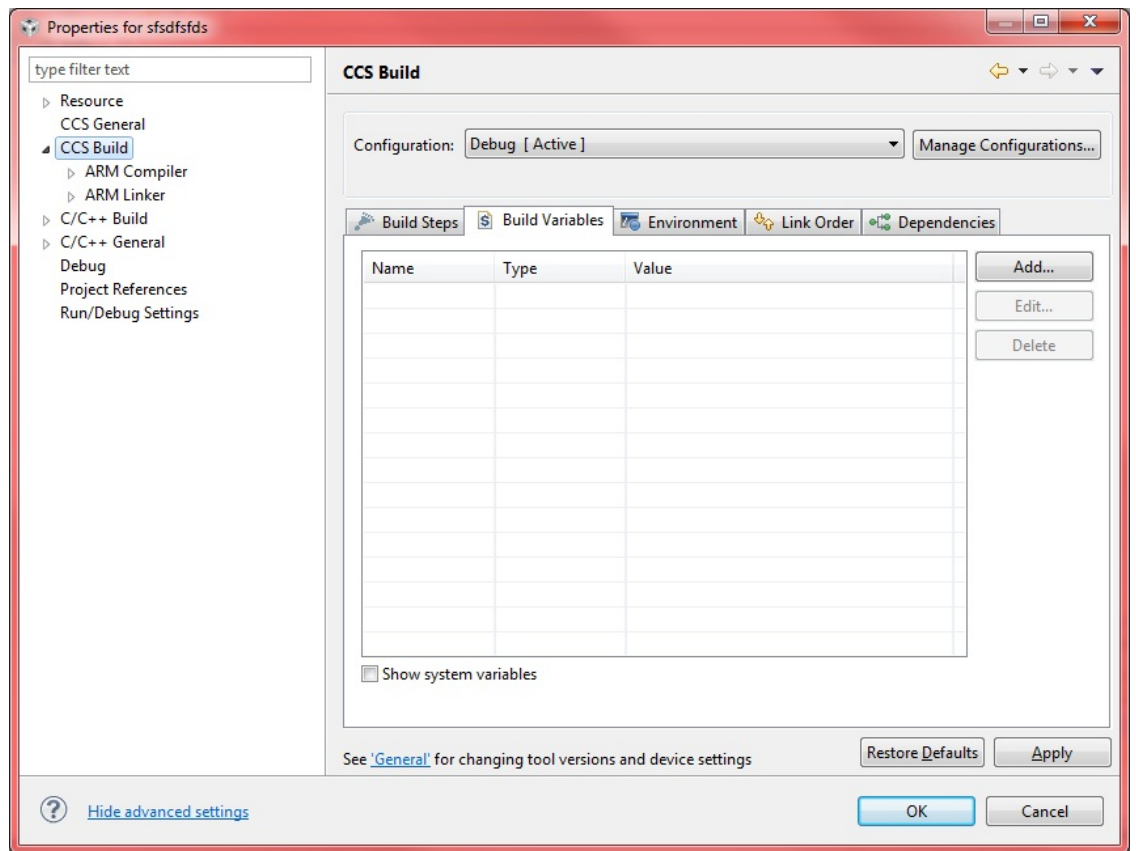 Properties for sfsdfsfds
type filter text
Resource
CCS General
CCS Build
ARM Compiler
ARM Linker
C/C++ Build
C/C++ General
Debug
Project References
Run/Debug Settings
CCS Build
Configuration: Debug [ Active ] Manage Configurations...
Build Steps Build Variables Environment Link Order Dependencies
Name Type Value
Add...
Edit...
Delete
Show system variables
See 'General' for changing tool versions and device settings
Restore Defaults Apply
Hide advanced settings
OK Cancel